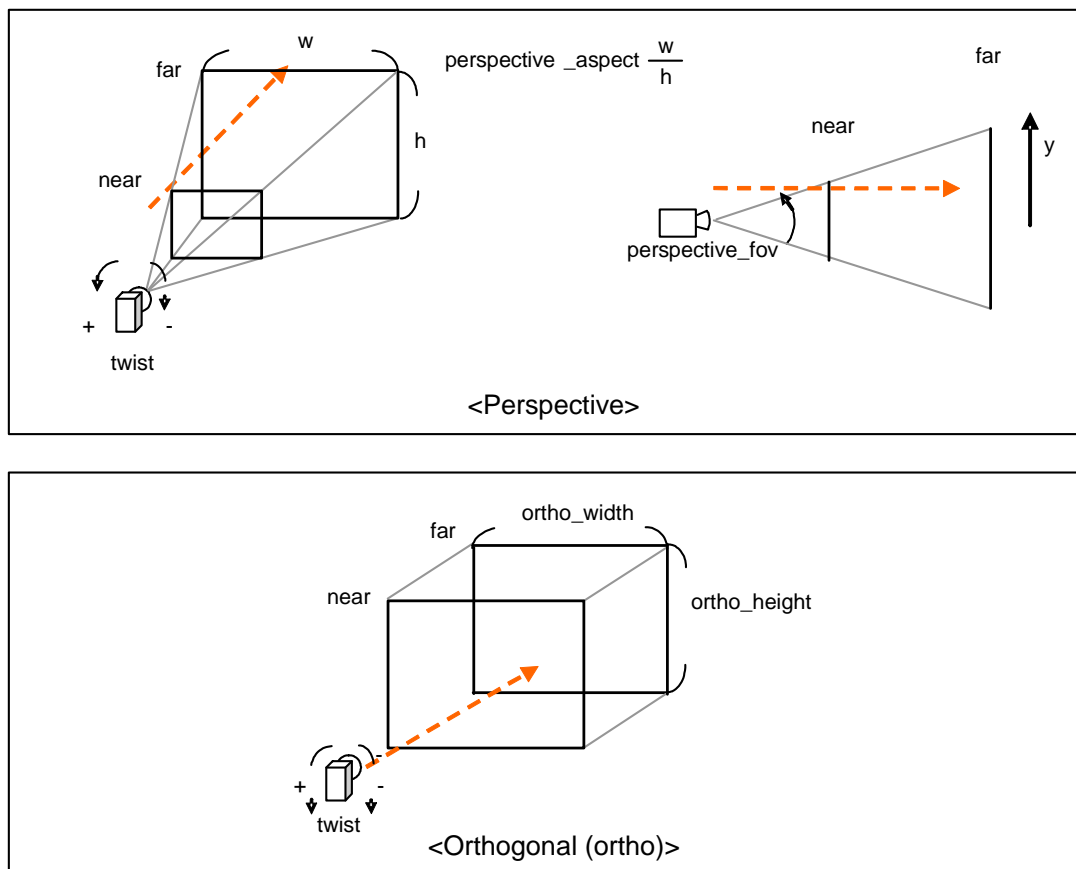 w
far
perspective _aspect w
h
far
near
h
y
near
perspective_fov
+
-
twist
<Perspective>
ortho_width
far
near
ortho_height
-
+
-
twist
<Orthogonal (ortho)>